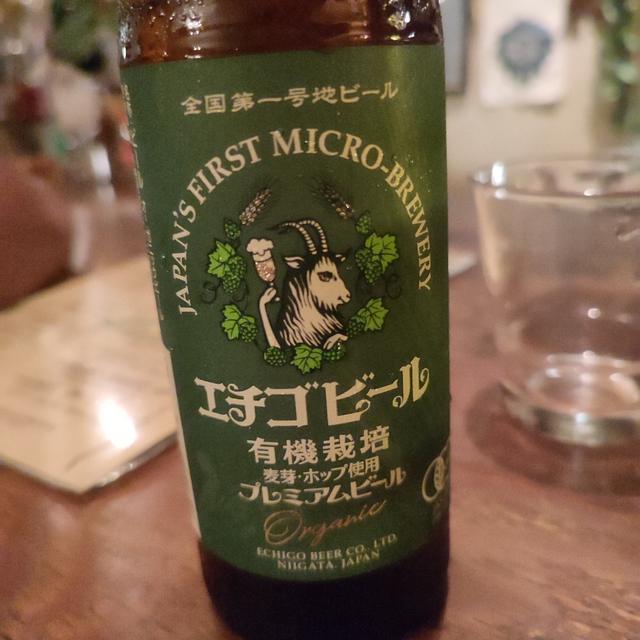 全国第一号地ビール
JAPAN'S FIRST MICRO-BREWERY
エチゴビール
有機栽培
麦芽・ホップ使用
プレミアムビール
Organic
ECHIGO BEER CO., LTD.
NIIGATA JAPAN